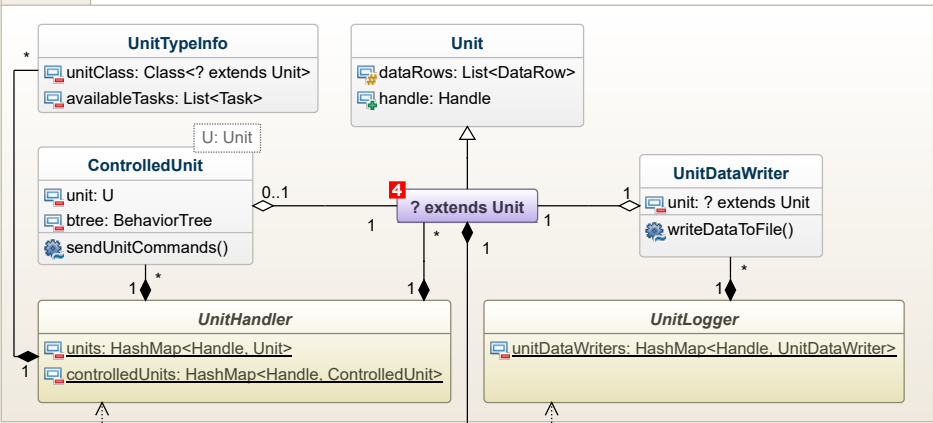 UnitTypeInfo
unitClass: Class<? extends Unit>
availableTasks: List<Task>
*
1
Unit
dataRows: List<DataRow>
handle: Handle
U: Unit
ControlledUnit
unit: U
btree: BehaviorTree
sendUnitCommands()
0..1
1
4
? extends Unit
1
1
*
1
UnitDataWriter
unit: ? extends Unit
writeDataToFile()
*
1
1
*
1
UnitHandler
units: HashMap<Handle, Unit>
controlledUnits: HashMap<Handle, ControlledUnit>
UnitLogger
unitDataWriters: HashMap<Handle, UnitDataWriter>